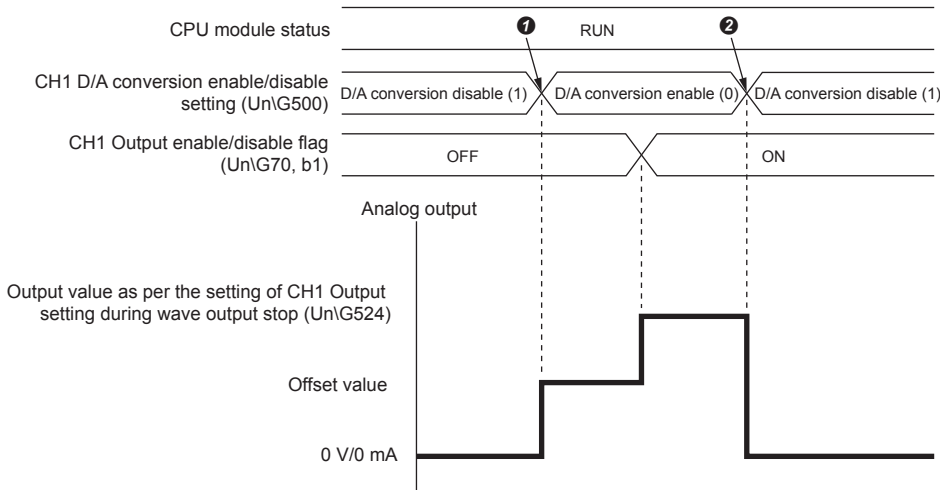 CPU module status
❶
RUN
❷
CH1 D/A conversion enable/disable
setting (Un\G500)
D/A conversion disable (1)
D/A conversion enable (0)
D/A conversion disable (1)
CH1 Output enable/disable flag
(Un\G70, b1)
OFF
ON
Analog output
Output value as per the setting of CH1 Output
setting during wave output stop (Un\G524)
Offset value
0 V/0 mA